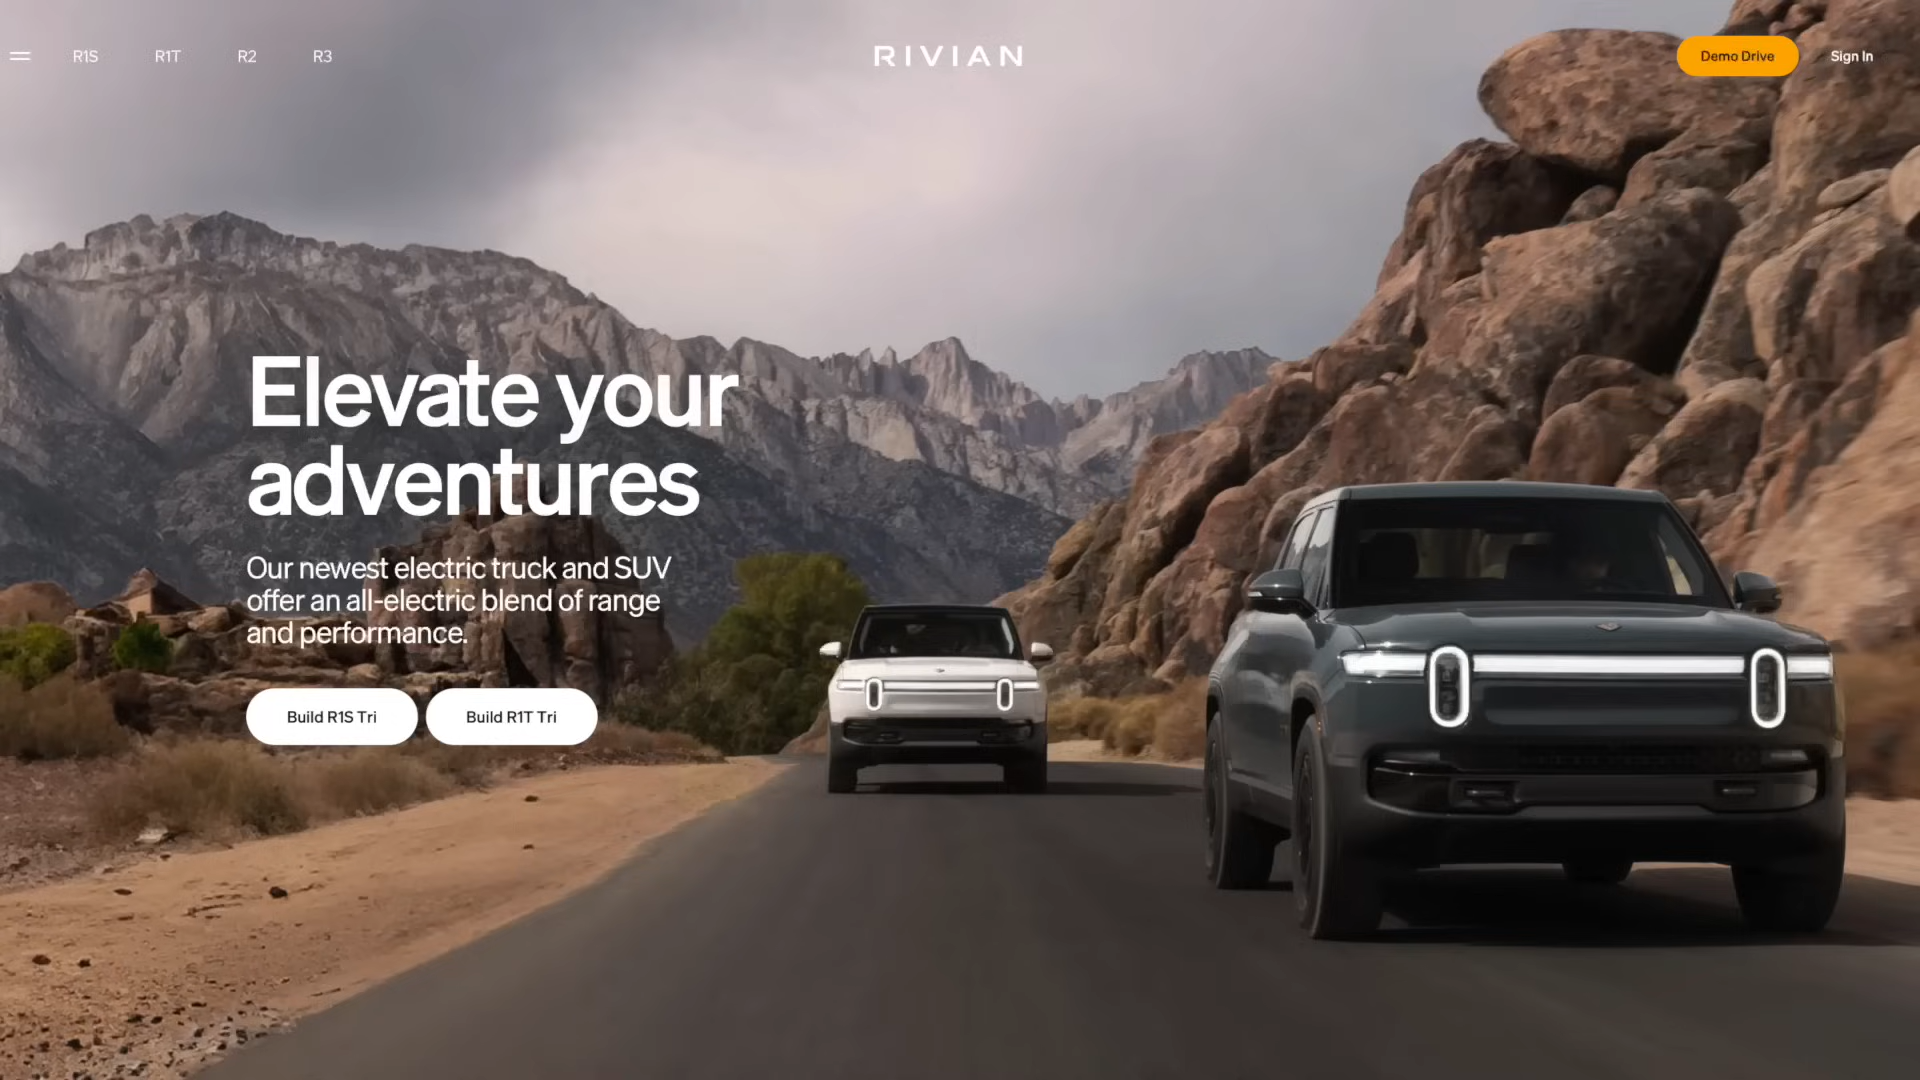 R1S R1T R2 R3 RIVIAN Demo Drive Sign In
Elevate your
adventures
Our newest electric truck and SUV
offer an all-electric blend of range
and performance.
Build R1S Tri Build R1T Tri